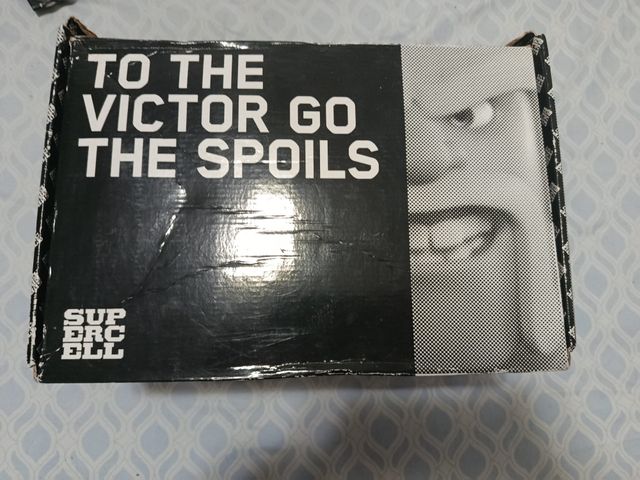 TO THE
VICTOR GO
THE SPOILS
SUP
ERC
ELL